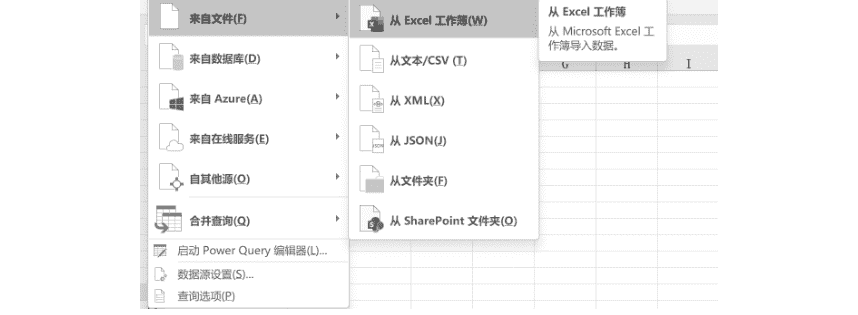 来自文件(F)
来自数据库(D)
来自 Azure(A)
来自在线服务(E)
自其他源(O)
合并查询(Q)
启动 Power Query 编辑器(L)...
数据源设置(S)...
查询选项(P)
从 Excel 工作簿(W)
从文本/CSV (T)
从 XML(X)
从 JSON(J)
从文件夹(F)
从 SharePoint 文件夹(O)
从 Excel 工作簿
从 Microsoft Excel 工
作簿导入数据。
G H I